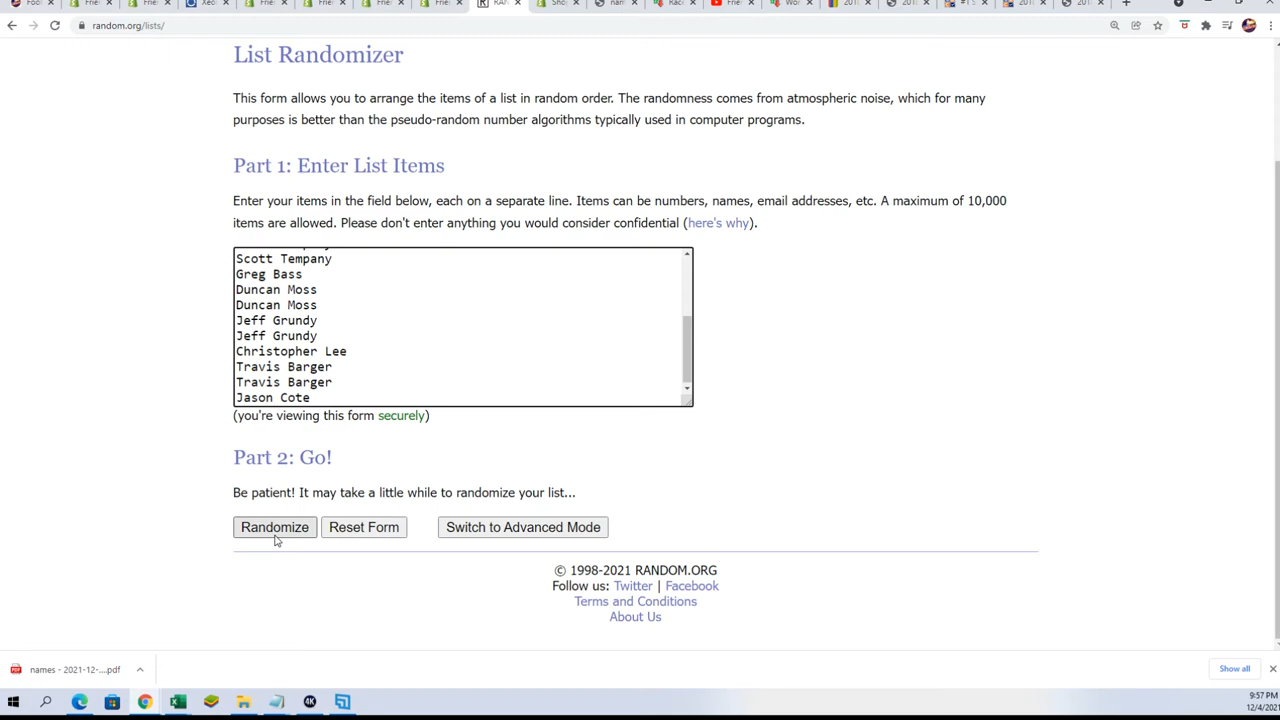 random.org/lists/
List Randomizer
This form allows you to arrange the items of a list in random order. The randomness comes from atmospheric noise, which for many
purposes is better than the pseudo-random number algorithms typically used in computer programs.
Part 1: Enter List Items
Enter your items in the field below, each on a separate line. Items can be numbers, names, email addresses, etc. A maximum of 10,000
items are allowed. Please don't enter anything you would consider confidential (here's why).
Scott Tempany
Greg Bass
Duncan Moss
Duncan Moss
Jeff Grundy
Jeff Grundy
Christopher Lee
Travis Barger
Travis Barger
Jason Cote
(you're viewing this form securely)
Part 2: Go!
Be patient! It may take a little while to randomize your list...
Randomize Reset Form Switch to Advanced Mode
© 1998-2021 RANDOM.ORG
Follow us: Twitter | Facebook
Terms and Conditions
About Us
names - 2021-12-....pdf Show all
9:57 PM
12/4/2021